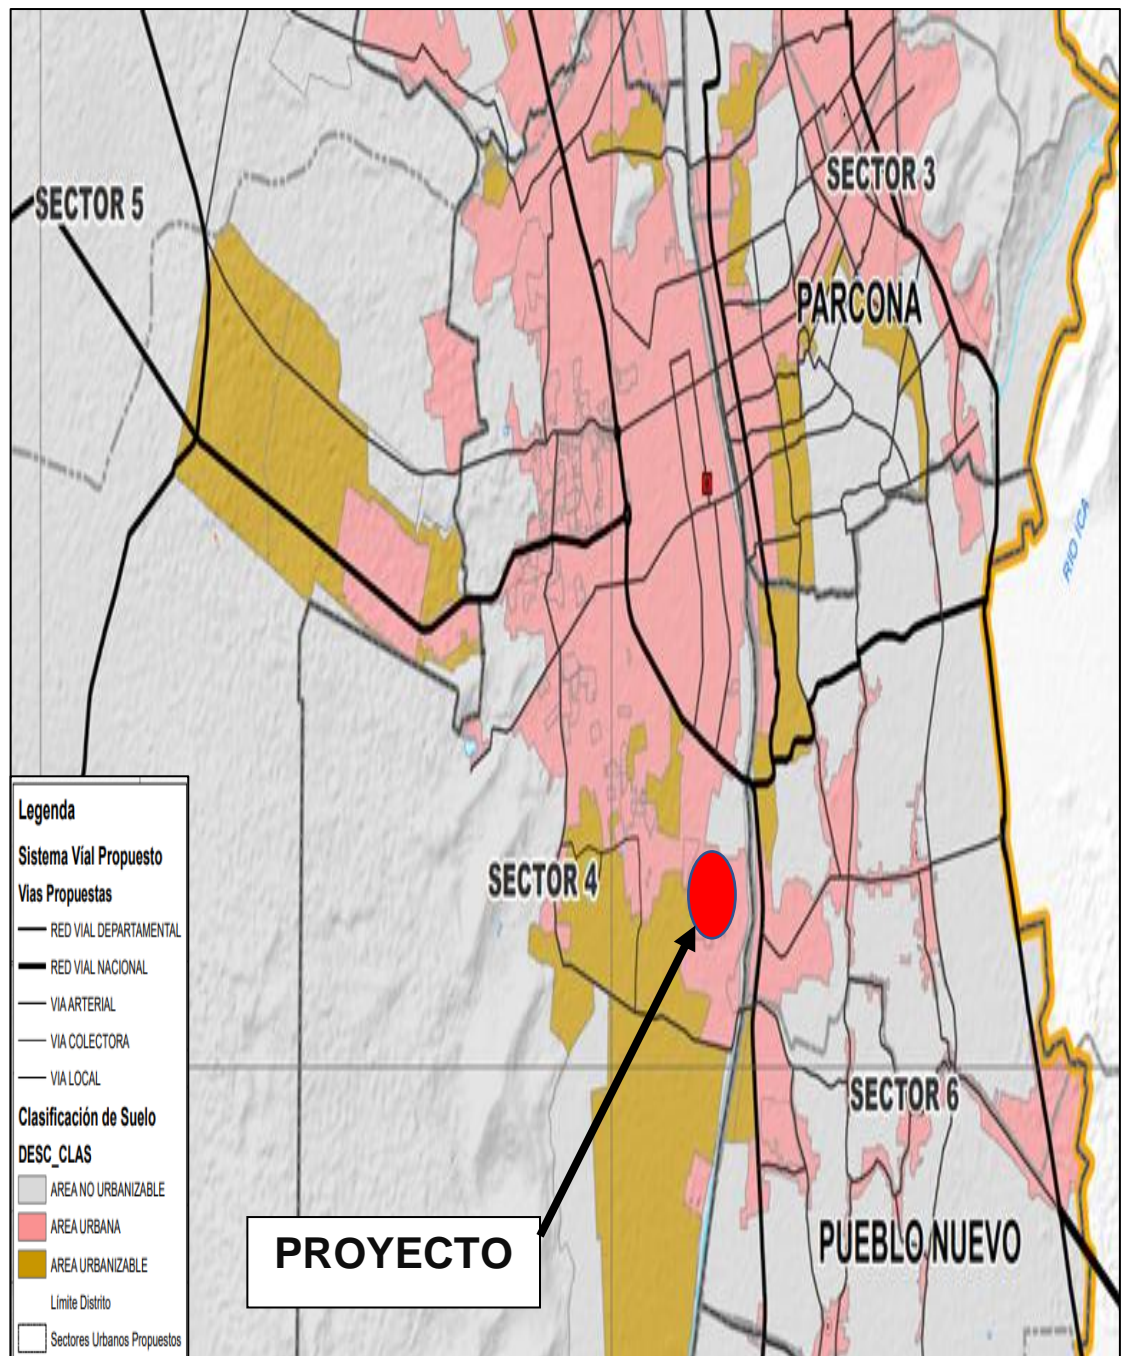 SECTOR 3
SECTOR 5
PARCONA
RIO ICA
SECTOR 4
SECTOR 6
PUEBLO NUEVO
PROYECTO
Legenda
Sistema Vial Propuesto
Vias Propuestas
RED VIAL DEPARTAMENTAL
RED VIAL NACIONAL
VIA ARTERIAL
VIA COLECTORA
VIA LOCAL
Clasificación de Suelo
DESC_CLAS
AREA NO URBANIZABLE
AREA URBANA
AREA URBANIZABLE
Límite Distrito
Sectores Urbanos Propuestos